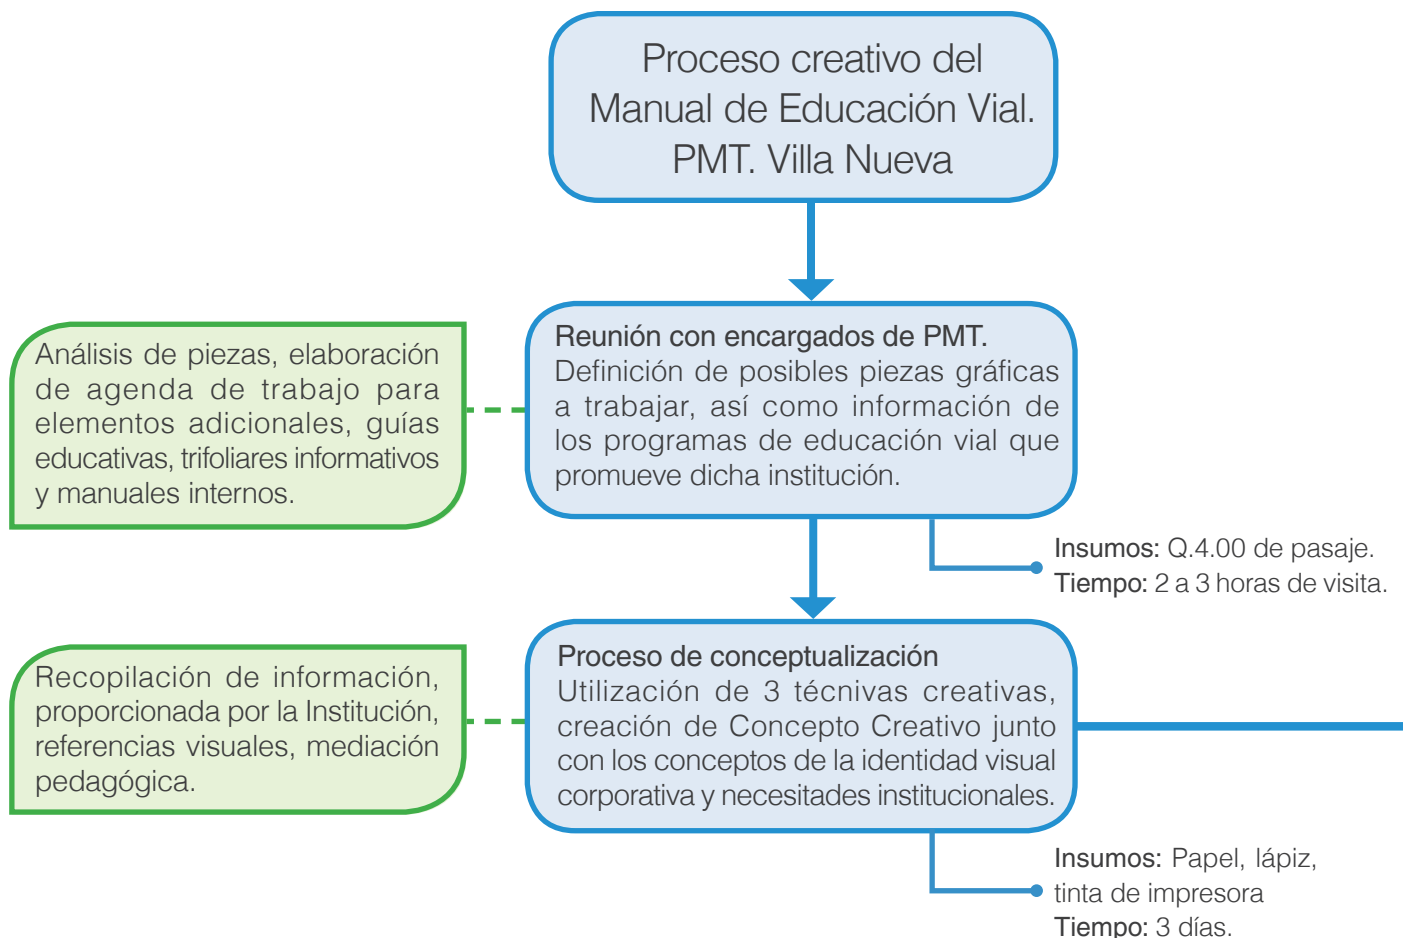 Proceso creativo del
Manual de Educación Vial.
PMT. Villa Nueva
Análisis de piezas, elaboración
de agenda de trabajo para
elementos adicionales, guías
educativas, trifoliares informativos
y manuales internos.
Reunión con encargados de PMT.
Definición de posibles piezas gráficas
a trabajar, así como información de
los programas de educación vial que
promueve dicha institución.
Insumos: Q.4.00 de pasaje.
Tiempo: 2 a 3 horas de visita.
Recopilación de información,
proporcionada por la Institución,
referencias visuales, mediación
pedagógica.
Proceso de conceptualización
Utilización de 3 técnivas creativas,
creación de Concepto Creativo junto
con los conceptos de la identidad visual
corporativa y necesitades institucionales.
Insumos: Papel, lápiz,
tinta de impresora
Tiempo: 3 días.